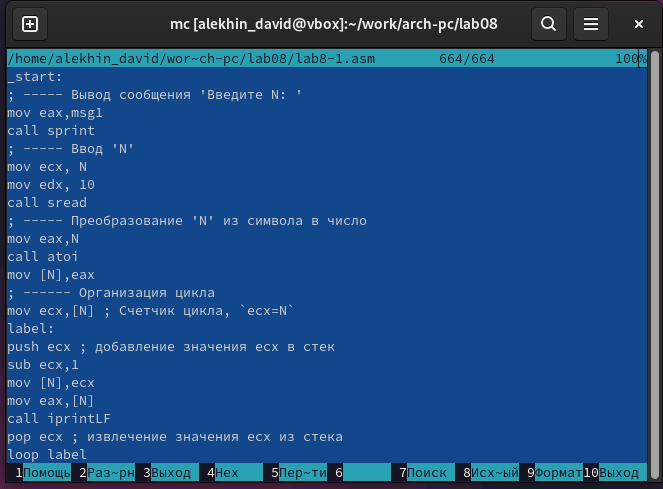 mc [alekhin_david@vbox]:~/work/arch-pc/lab08
/home/alekhin_david/wor~ch-pc/lab08/lab8-1.asm 664/664 100%
_start:
; ----- Вывод сообщения 'Введите N: '
mov eax,msg1
call sprint
; ----- Ввод 'N'
mov ecx, N
mov edx, 10
call sread
; ----- Преобразование 'N' из символа в число
mov eax,N
call atoi
mov [N],eax
; ------ Организация цикла
mov ecx,[N] ; Счетчик цикла, `ecx=N`
label:
push ecx ; добавление значения ecx в стек
sub ecx,1
mov [N],ecx
mov eax,[N]
call iprintLF
pop ecx ; извлечение значения ecx из стека
loop label
1Помощь 2Раз~рн 3Выход 4Hex 5Пер~ти 6 7Поиск 8Исх~ый 9Формат 10Выход